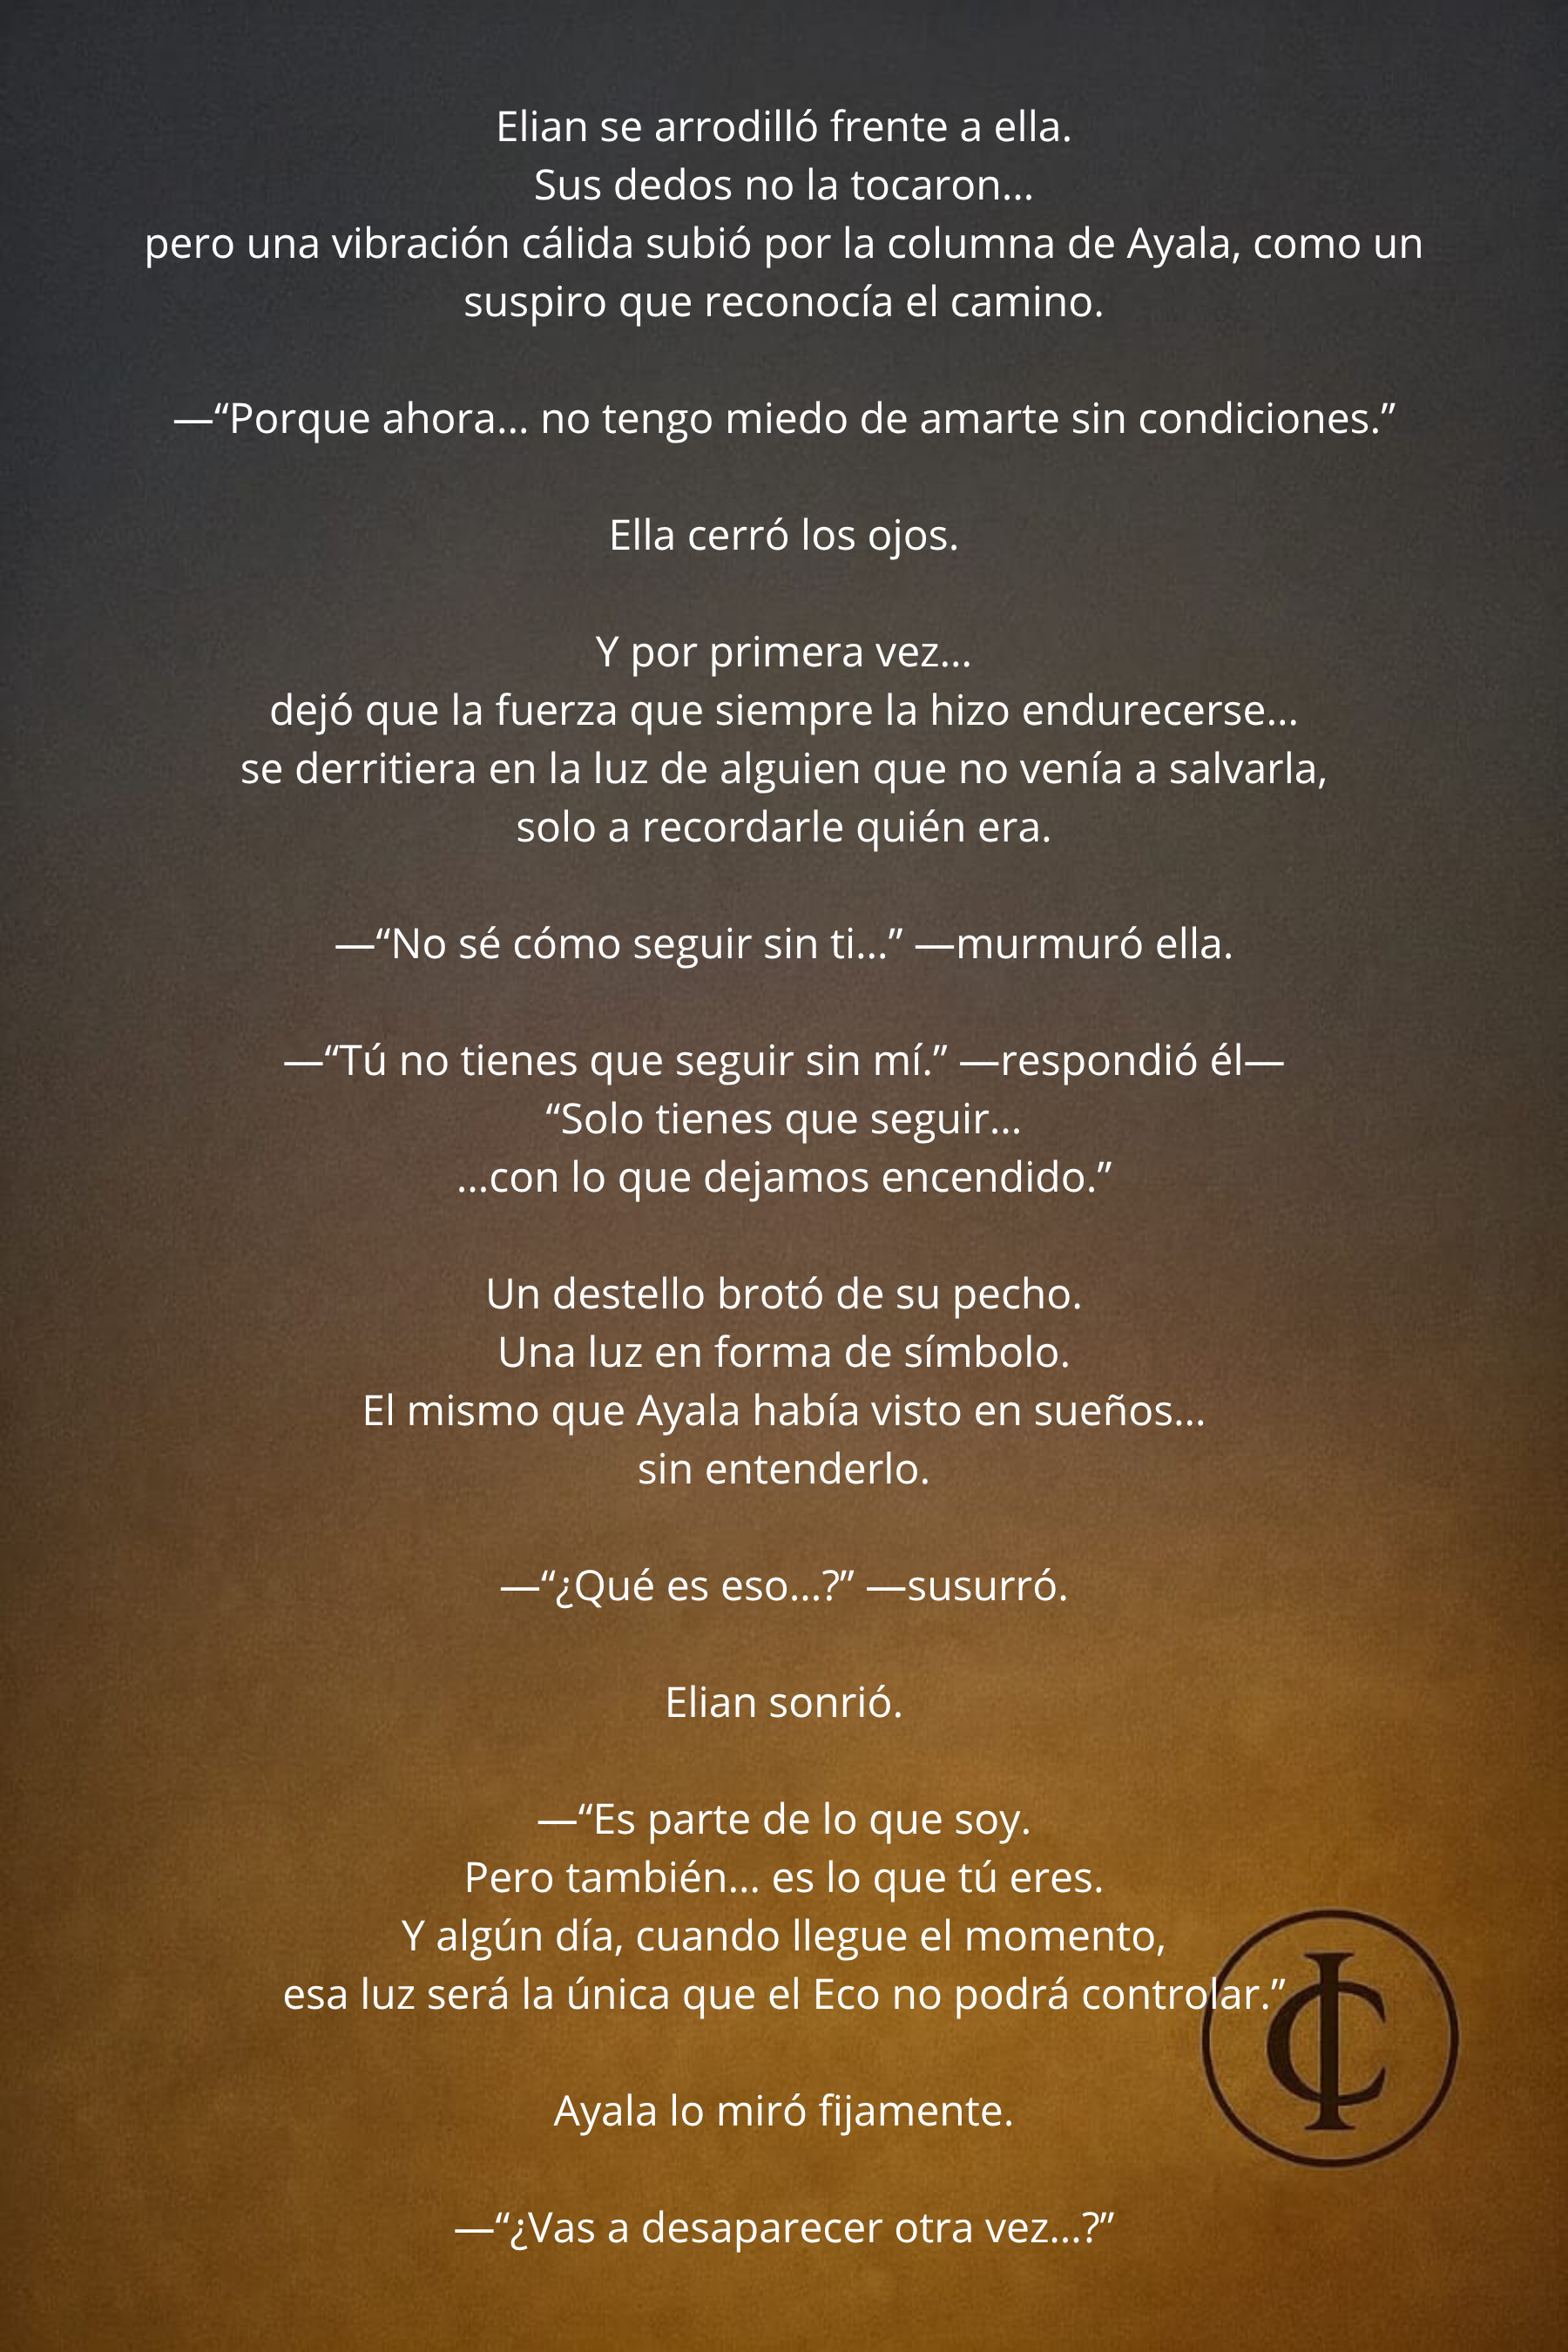 Elian se arrodilló frente a ella.
Sus dedos no la tocaron...
pero una vibración cálida subió por la columna de Ayala, como un
suspiro que reconocía el camino.
—“Porque ahora... no tengo miedo de amarte sin condiciones.”
Ella cerró los ojos.
Y por primera vez...
dejó que la fuerza que siempre la hizo endurecerse...
se derritiera en la luz de alguien que no venía a salvarla,
solo a recordarle quién era.
—“No sé cómo seguir sin ti...” —murmuró ella.
—“Tú no tienes que seguir sin mí.” —respondió él—
“Solo tienes que seguir...
...con lo que dejamos encendido.”
Un destello brotó de su pecho.
Una luz en forma de símbolo.
El mismo que Ayala había visto en sueños...
sin entenderlo.
—“¿Qué es eso...?” —susurró.
Elian sonrió.
—“Es parte de lo que soy.
Pero también... es lo que tú eres.
Y algún día, cuando llegue el momento,
esa luz será la única que el Eco no podrá controlar.”
Ayala lo miró fijamente.
—“¿Vas a desaparecer otra vez...?”